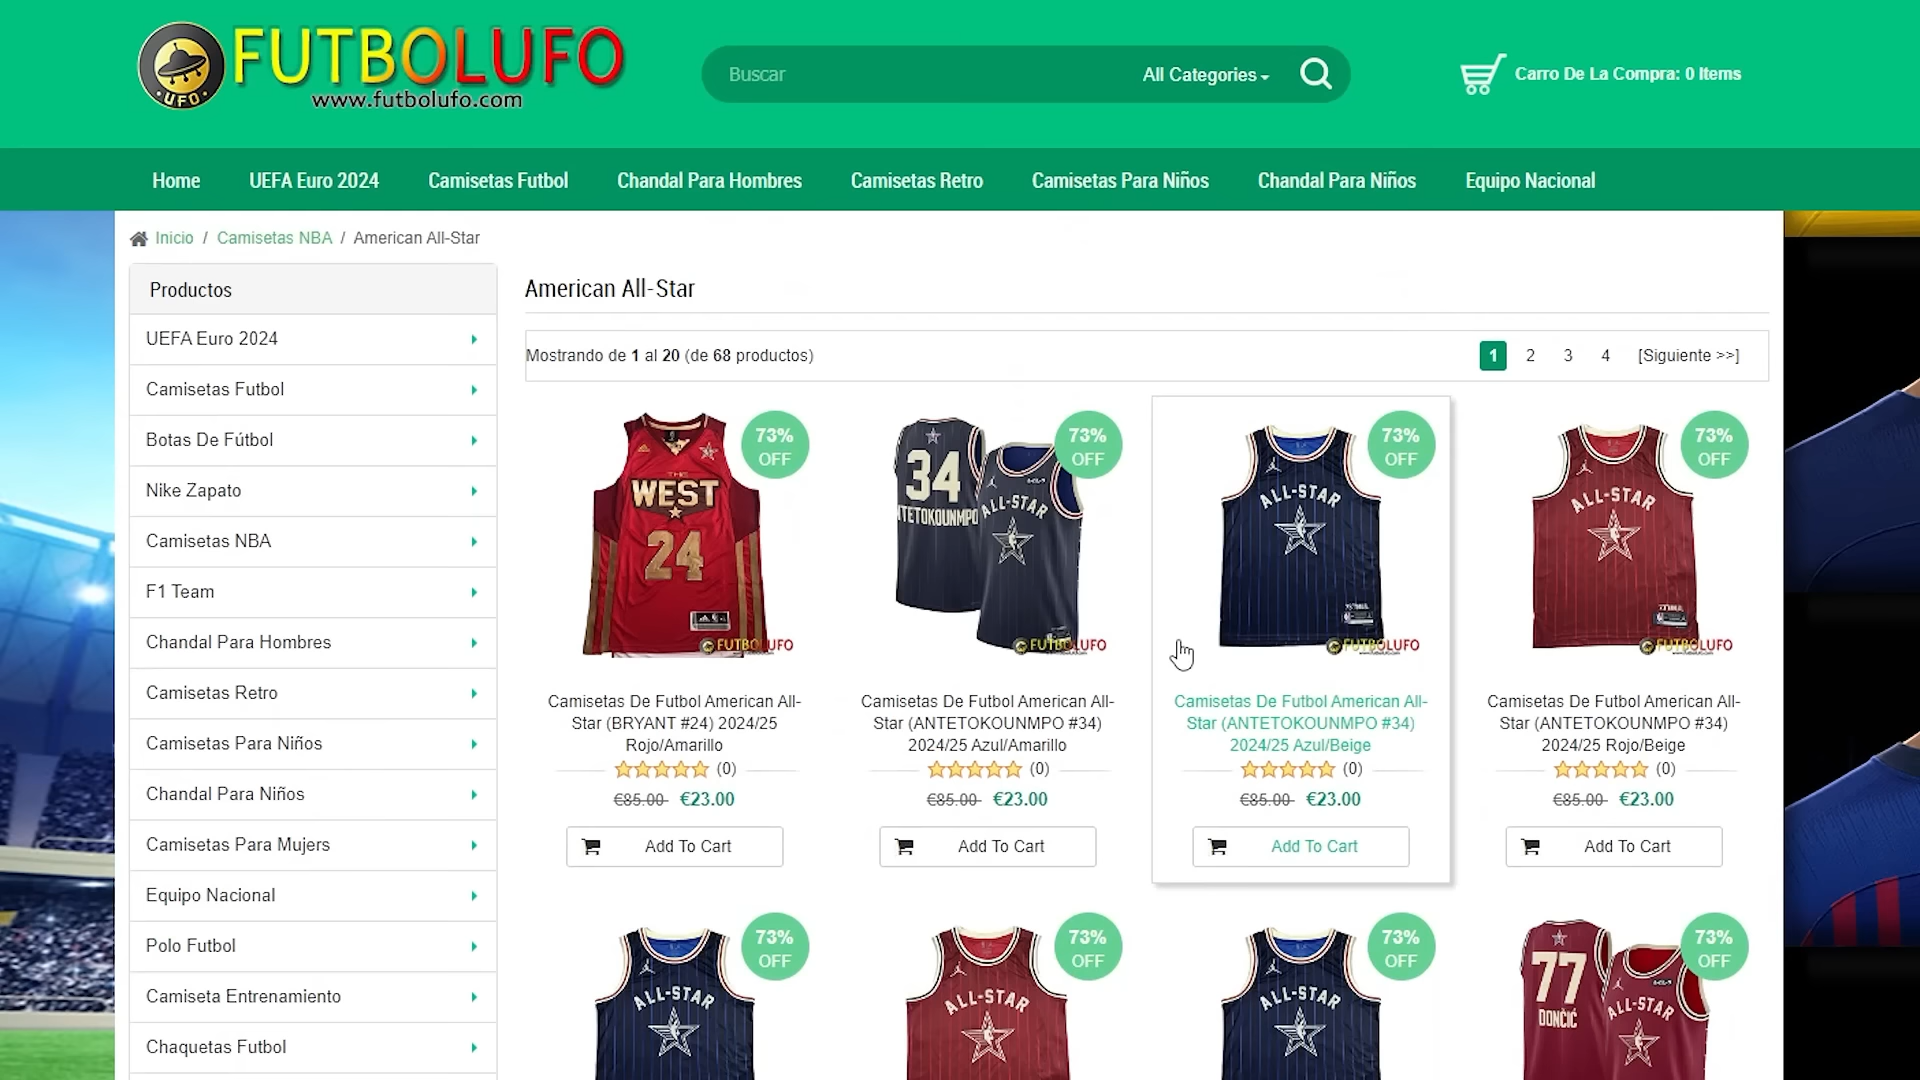 FUTBOLUFO
UFO
www.futbolufo.com
Buscar
All Categories
Carro De La Compra: 0 Items
Home
UEFA Euro 2024
Camisetas Futbol
Chandal Para Hombres
Camisetas Retro
Camisetas Para Niños
Chandal Para Niños
Equipo Nacional
Inicio / Camisetas NBA / American All-Star
Productos
UEFA Euro 2024
Camisetas Futbol
Botas De Fútbol
Nike Zapato
Camisetas NBA
F1 Team
Chandal Para Hombres
Camisetas Retro
Camisetas Para Niños
Chandal Para Niños
Camisetas Para Mujers
Equipo Nacional
Polo Futbol
Camiseta Entrenamiento
Chaquetas Futbol
American All-Star
Mostrando de 1 al 20 (de 68 productos)
1 2 3 4 [Siguiente >>]
73%
OFF
THE
WEST
24
FUTBOLUFO
Camisetas De Futbol American All-
Star (BRYANT #24) 2024/25
Rojo/Amarillo
(0)
€85.00 €23.00
Add To Cart
73%
OFF
34
NTETOKOUNMPO
ALL-STAR
FUTBOLUFO
Camisetas De Futbol American All-
Star (ANTETOKOUNMPO #34)
2024/25 Azul/Amarillo
(0)
€85.00 €23.00
Add To Cart
73%
OFF
ALL-STAR
FUTBOLUFO
Camisetas De Futbol American All-
Star (ANTETOKOUNMPO #34)
2024/25 Azul/Beige
(0)
€85.00 €23.00
Add To Cart
73%
OFF
ALL-STAR
FUTBOLUFO
Camisetas De Futbol American All-
Star (ANTETOKOUNMPO #34)
2024/25 Rojo/Beige
(0)
€85.00 €23.00
Add To Cart
73%
OFF
ALL-STAR
73%
OFF
ALL-STAR
73%
OFF
ALL-STAR
73%
OFF
77
DONČIĆ
ALL-STAR